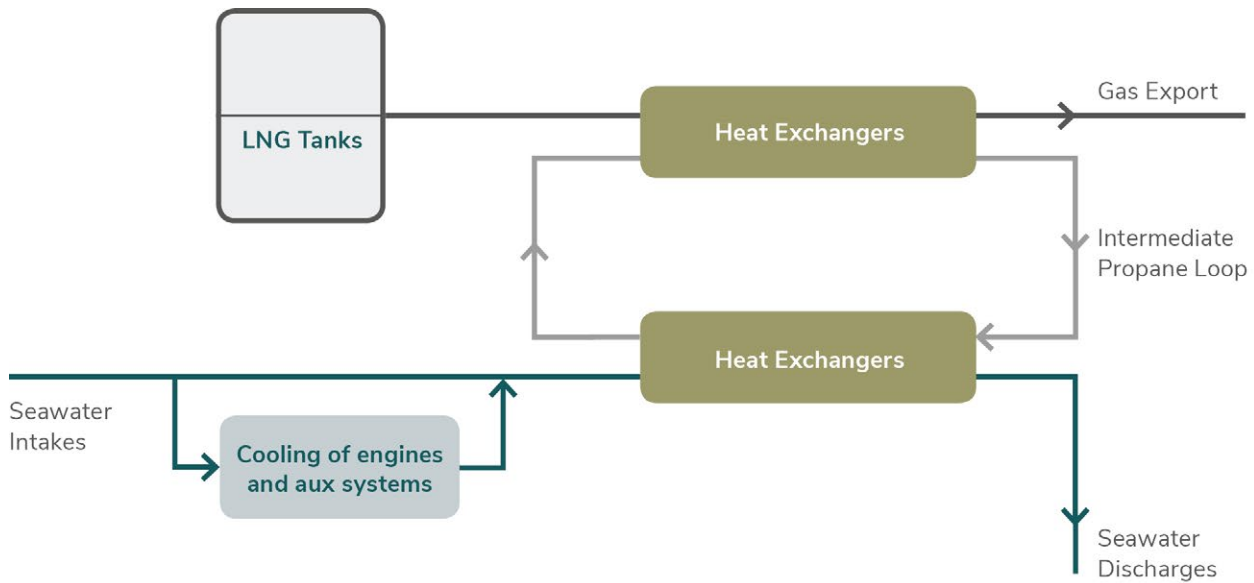 Gas Export
LNG Tanks
Heat Exchangers
Intermediate
Propane Loop
Heat Exchangers
Seawater
Intakes
Cooling of engines
and aux systems
Seawater
Discharges